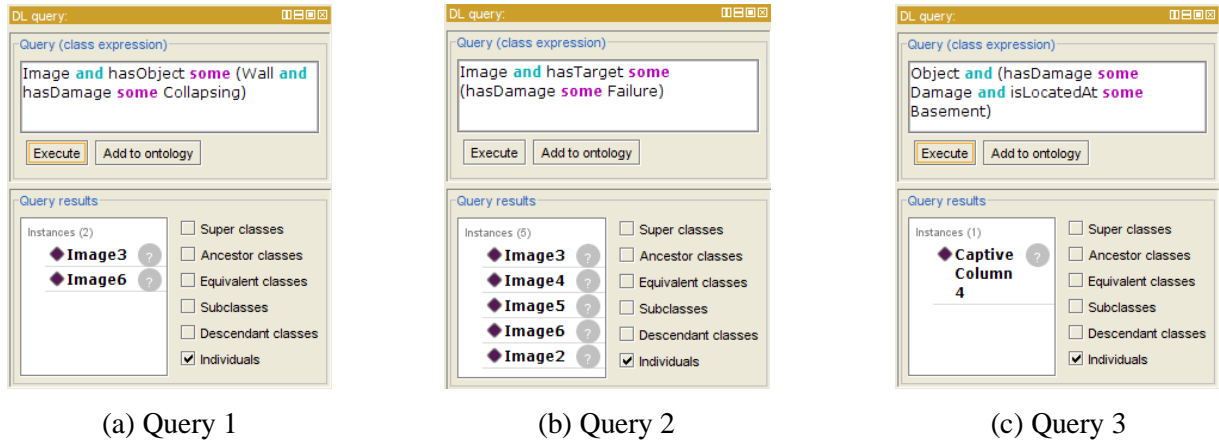 DL query:
Query (class expression)
Image and hasObject some (Wall and
hasDamage some Collapsing)
Execute Add to ontology
Query results
Instances (2)
Image3 ?
Image6 ?
Super classes
Ancestor classes
Equivalent classes
Subclasses
Descendant classes
Individuals
(a) Query 1
DL query:
Query (class expression)
Image and hasTarget some
(hasDamage some Failure)
Execute Add to ontology
Query results
Instances (5)
Image3 ?
Image4 ?
Image5 ?
Image6 ?
Image2 ?
Super classes
Ancestor classes
Equivalent classes
Subclasses
Descendant classes
Individuals
(b) Query 2
DL query:
Query (class expression)
Object and (hasDamage some
Damage and isLocatedAt some
Basement)
Execute Add to ontology
Query results
Instances (1)
Captive ?
Column
4
Super classes
Ancestor classes
Equivalent classes
Subclasses
Descendant classes
Individuals
(c) Query 3